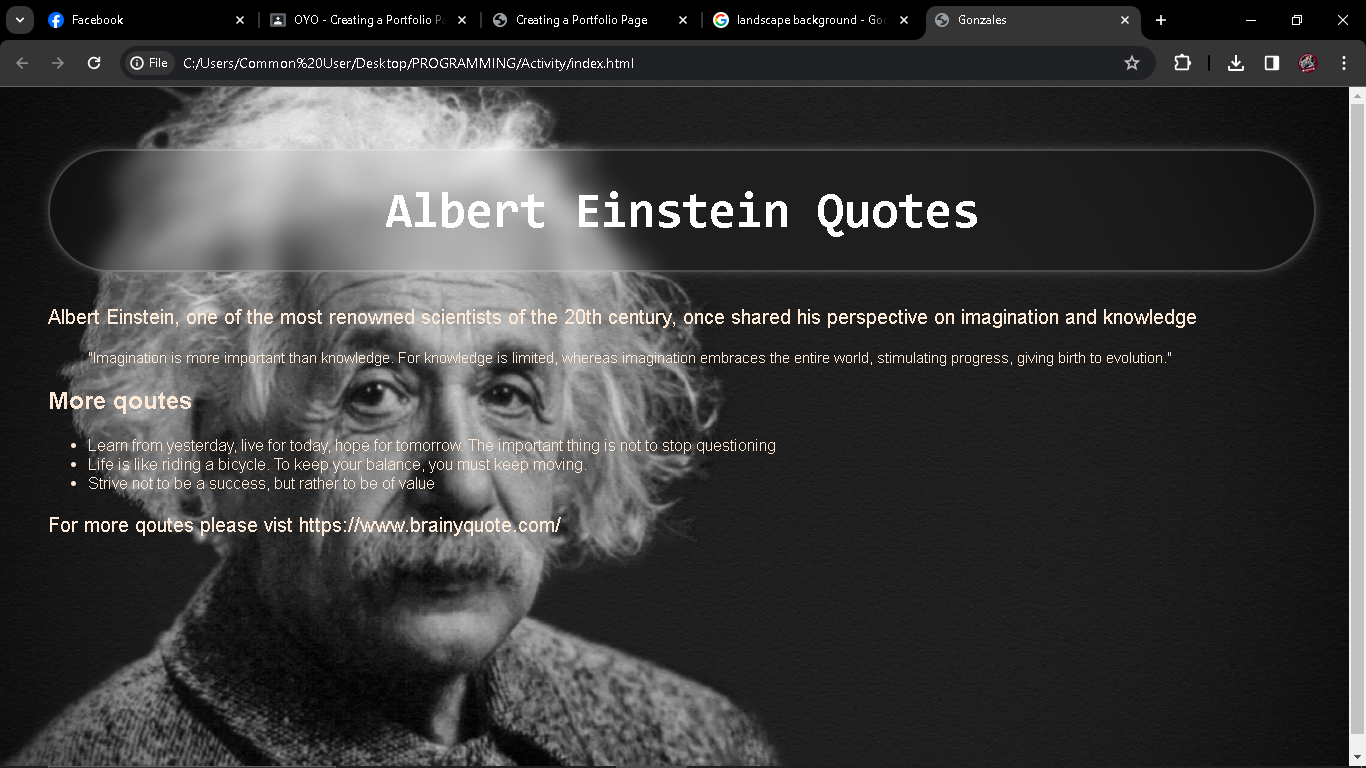 Facebook
OYO - Creating a Portfolio Pa
Creating a Portfolio Page
landscape background - Goo
Gonzales
File
C:/Users/Common%20User/Desktop/PROGRAMMING/Activity/index.html
Albert Einstein Quotes
Albert Einstein, one of the most renowned scientists of the 20th century, once shared his perspective on imagination and knowledge
"Imagination is more important than knowledge. For knowledge is limited, whereas imagination embraces the entire world, stimulating progress, giving birth to evolution."
More qoutes
• Learn from yesterday, live for today, hope for tomorrow. The important thing is not to stop questioning
• Life is like riding a bicycle. To keep your balance, you must keep moving.
• Strive not to be a success, but rather to be of value
For more qoutes please vist https://www.brainyquote.com/